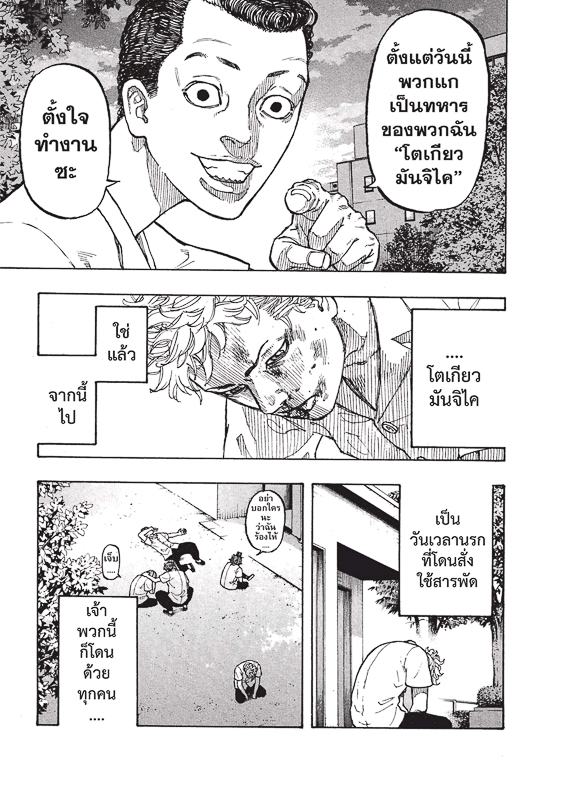 ตั้งแต่วันนี้
พวกแก
เป็นทหาร
ของพวกฉัน
“โตเกียว
มันจิไค”
ตั้งใจ
ทำงาน
ซะ
....
โตเกียว
มันจิไค
ใช่
แล้ว
จากนี้
ไป
เป็น
วันเวลานรก
ที่โดนสั่ง
ใช้สารพัด
อย่า
บอกใคร
นะ
ว่าฉัน
ร้องไห้
....
เจ็บ
....
เจ้า
พวกนี้
ก็โดน
ด้วย
ทุกคน
....